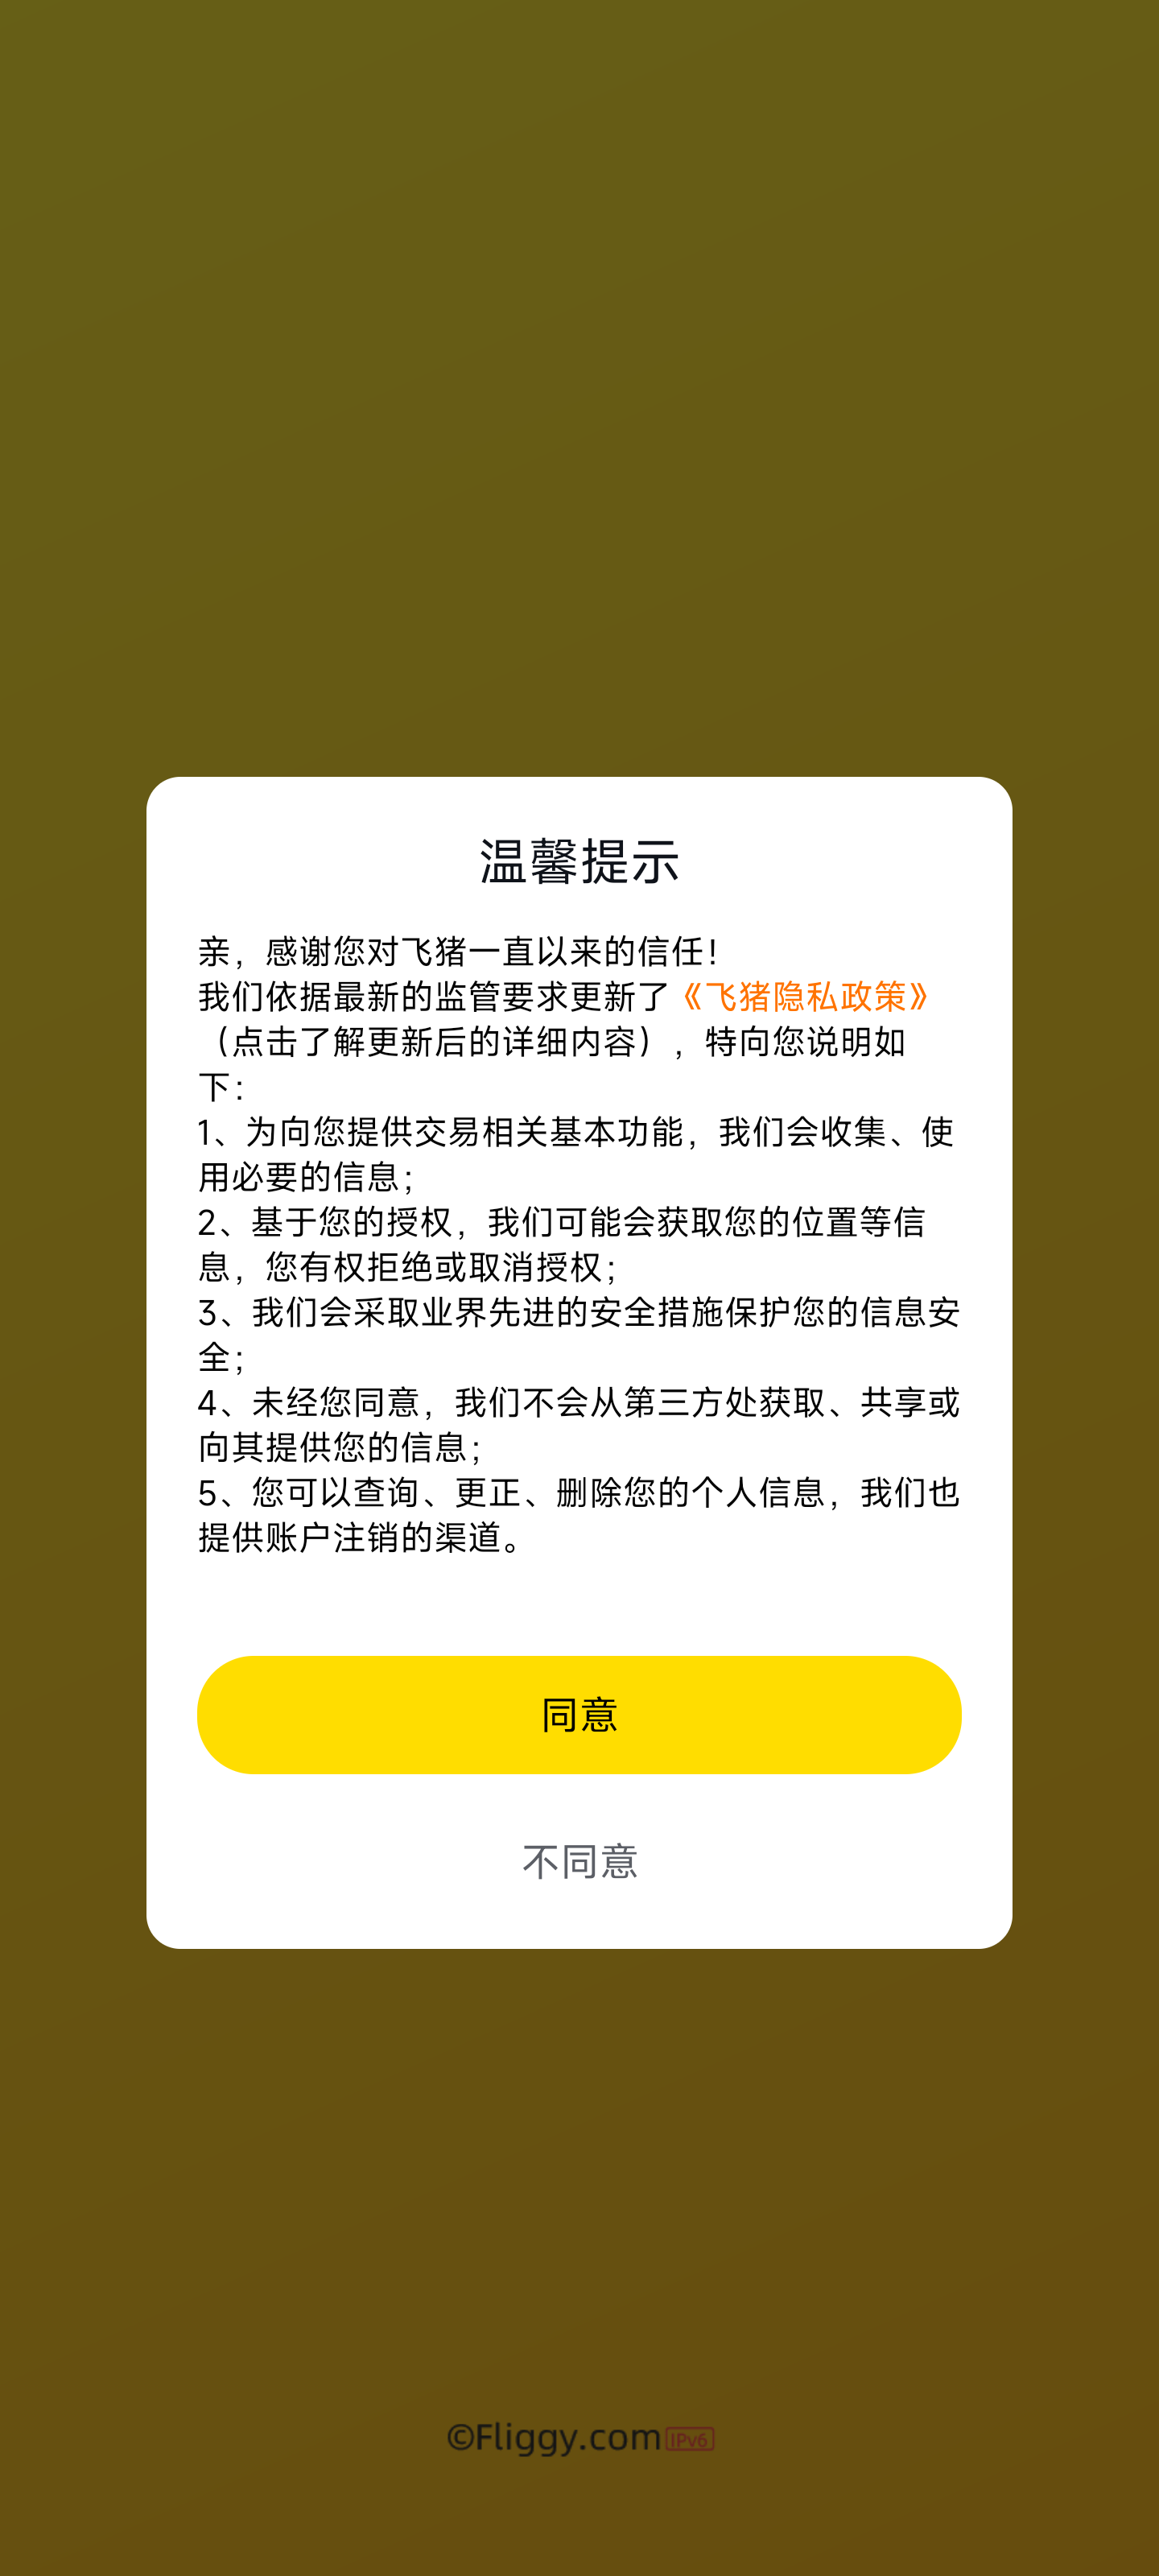 温馨提示
亲，感谢您对飞猪一直以来的信任！
我们依据最新的监管要求更新了《飞猪隐私政策》
（点击了解更新后的详细内容），特向您说明如
下：
1、为向您提供交易相关基本功能，我们会收集、使
用必要的信息；
2、基于您的授权，我们可能会获取您的位置等信
息，您有权拒绝或取消授权；
3、我们会采取业界先进的安全措施保护您的信息安
全；
4、未经您同意，我们不会从第三方处获取、共享或
向其提供您的信息；
5、您可以查询、更正、删除您的个人信息，我们也
提供账户注销的渠道。
同意
不同意
©Fliggy.com IPv6